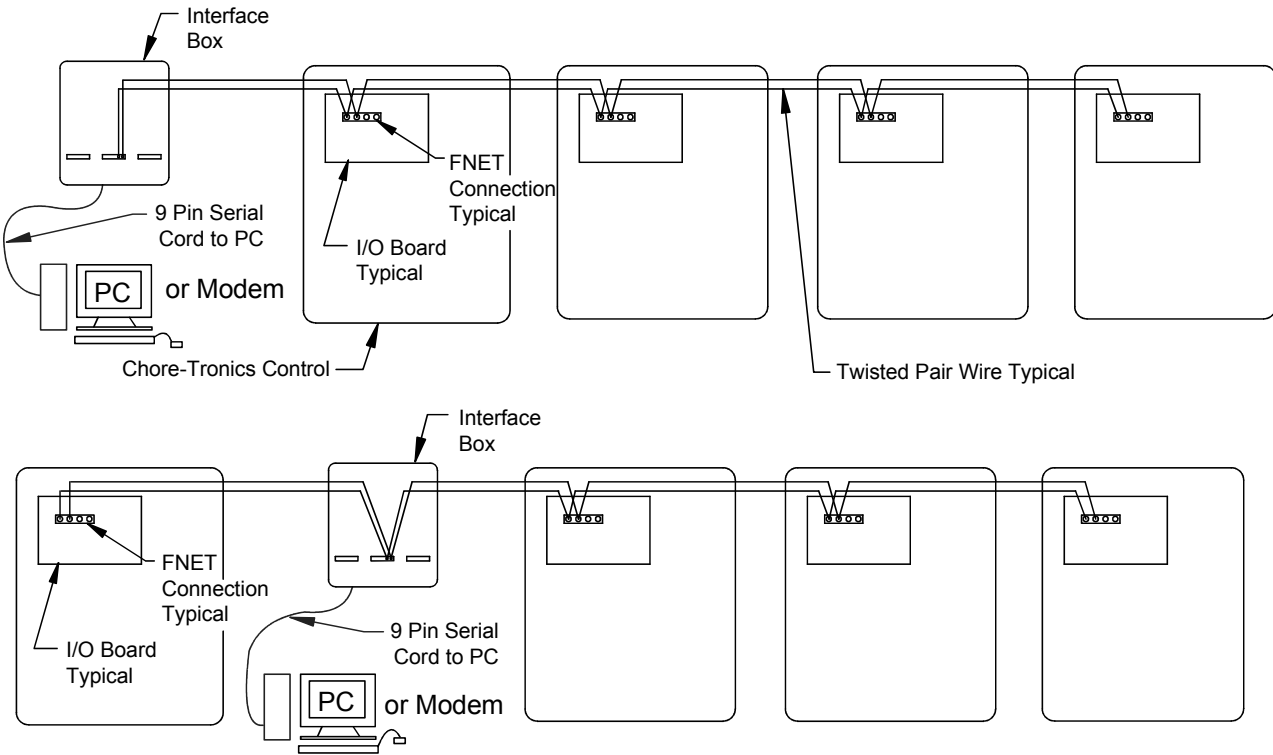 Interface
Box
FNET
Connection
Typical
9 Pin Serial
Cord to PC
I/O Board
Typical
PC
or Modem
Chore-Tronics Control
Twisted Pair Wire Typical
Interface
Box
FNET
Connection
Typical
9 Pin Serial
Cord to PC
I/O Board
Typical
PC
or Modem